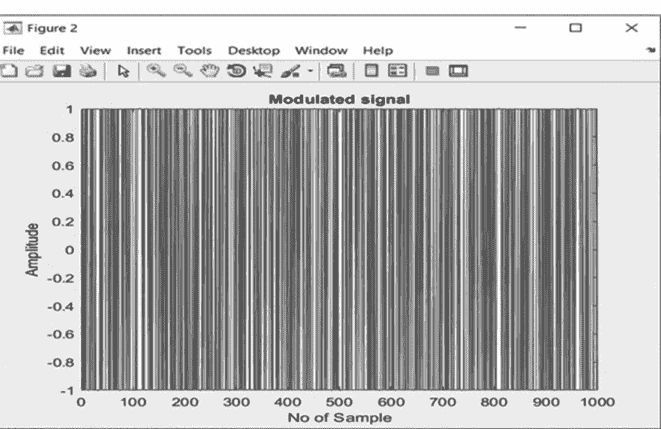 Figure 2
File Edit View Insert Tools Desktop Window Help
Modulated signal
1
0.8
0.6
0.4
0.2
0
-0.2
-0.4
-0.6
-0.8
-1
Amplitude
0 100 200 300 400 500 600 700 800 900 1000
No of Sample